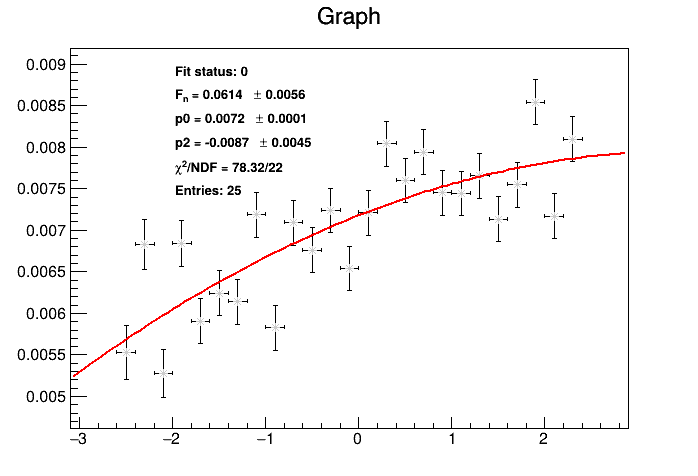 Graph
Fit status: 0
Fn = 0.0614 ± 0.0056
p0 = 0.0072 ± 0.0001
p2 = -0.0087 ± 0.0045
χ²/NDF = 78.32/22
Entries: 25
0.009
0.0085
0.008
0.0075
0.007
0.0065
0.006
0.0055
0.005
−3 −2 −1 0 1 2